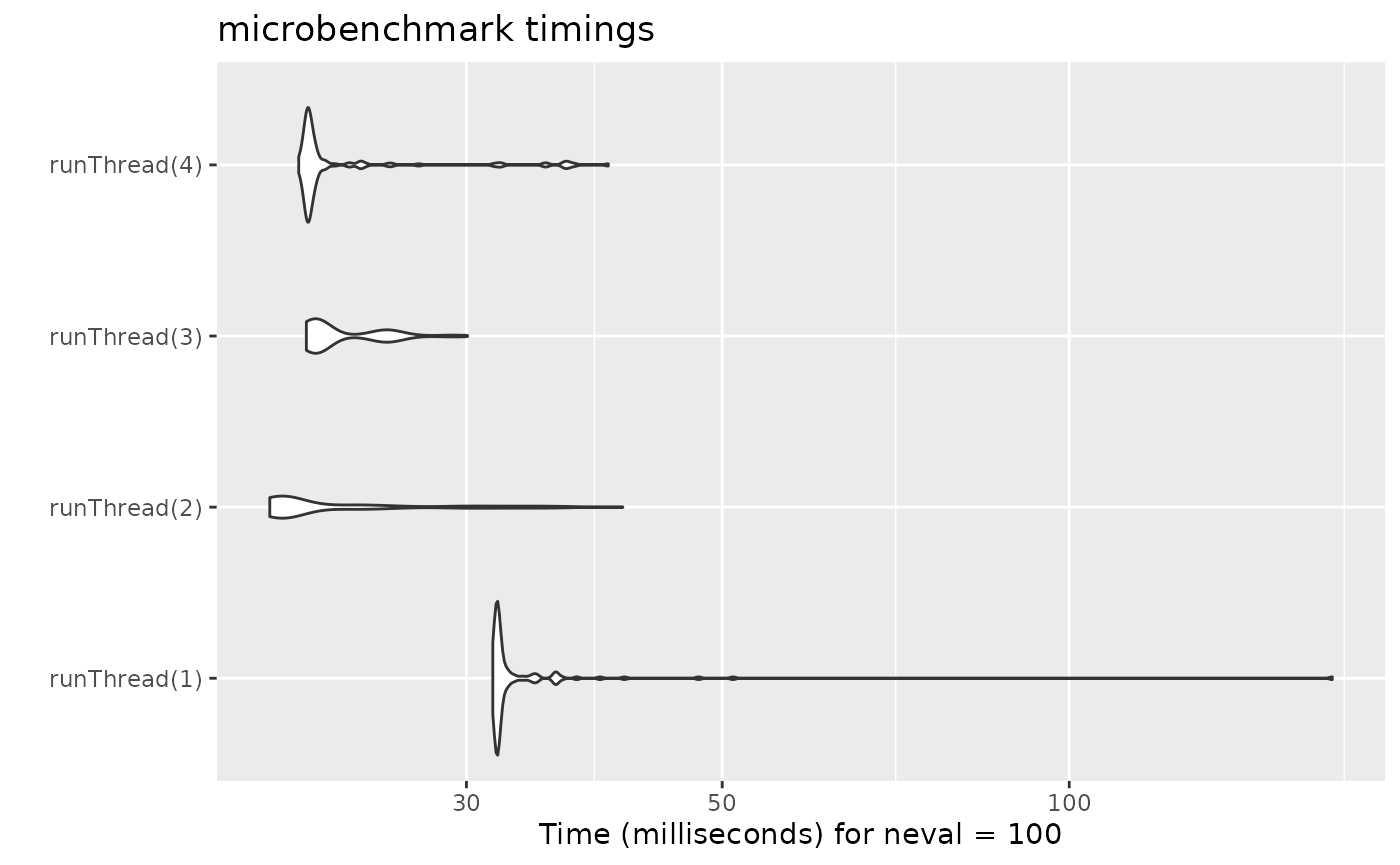 microbenchmark timings
runThread(4)
runThread(3)
runThread(2)
runThread(1)
30 50 100
Time (milliseconds) for neval = 100